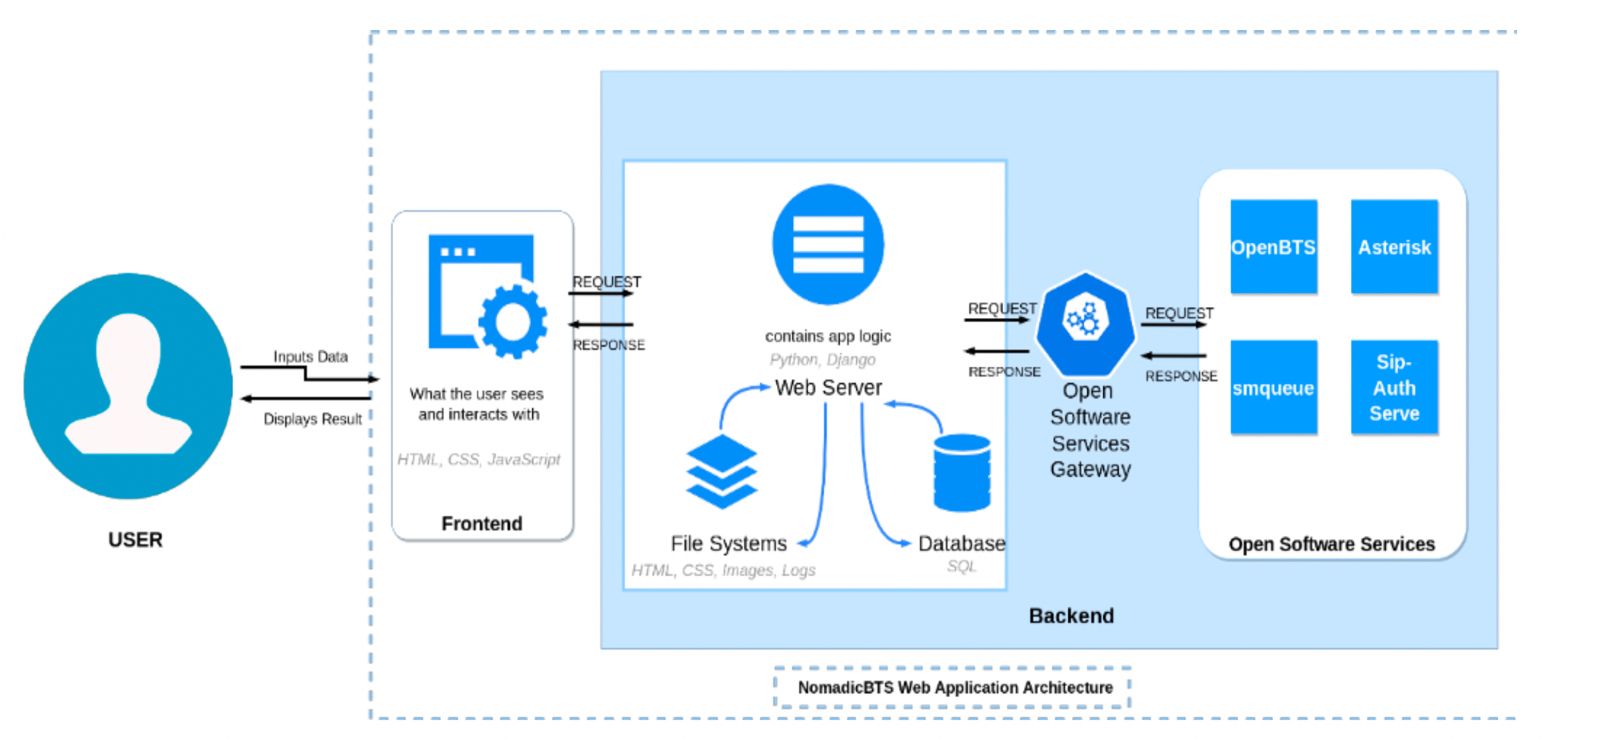 Inputs Data
Displays Result
USER
What the user sees
and interacts with
HTML, CSS, JavaScript
Frontend
REQUEST
RESPONSE
contains app logic
Python, Django
Web Server
File Systems
HTML, CSS, Images, Logs
Database
SQL
REQUEST
RESPONSE
Open
Software
Services
Gateway
REQUEST
RESPONSE
OpenBTS
Asterisk
smqueue
Sip-
Auth
Serve
Open Software Services
Backend
NomadicBTS Web Application Architecture